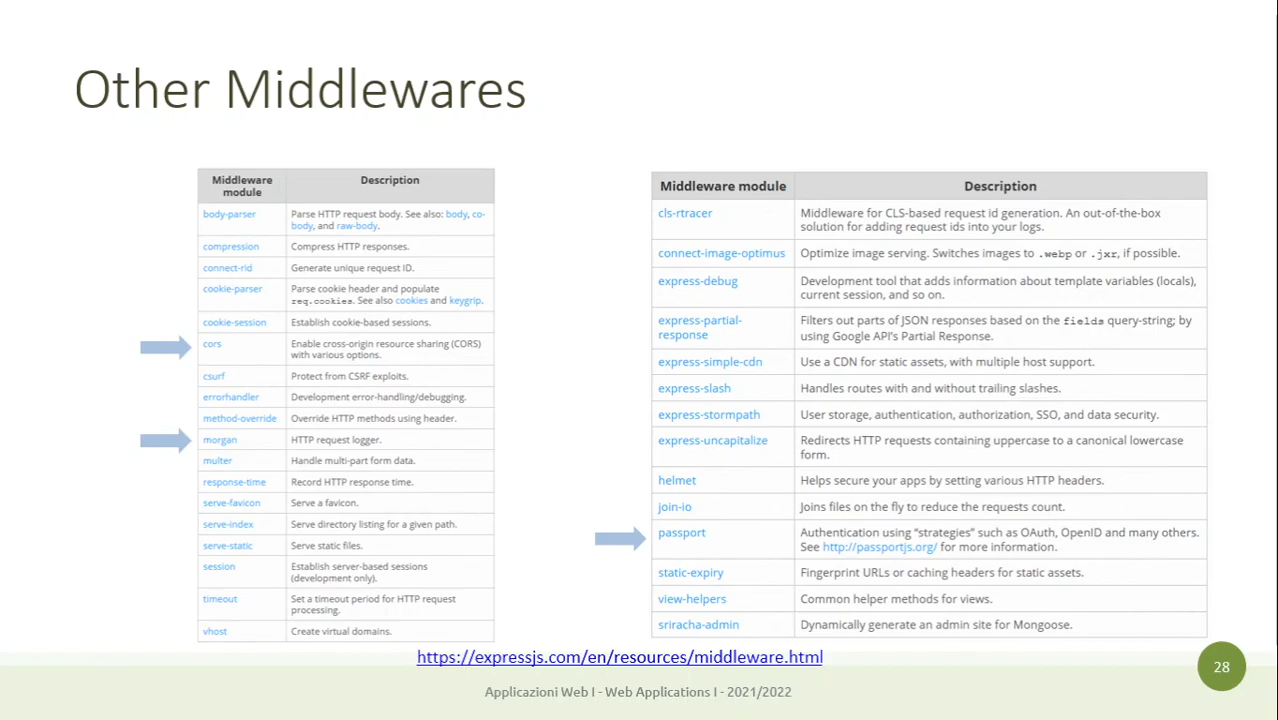 Other Middlewares
Middleware module Description
body-parser Parse HTTP request body. See also: body, co-
body, and raw-body.
compression Compress HTTP responses.
connect-rid Generate unique request ID.
cookie-parser Parse cookie header and populate
req.cookies. See also cookies and keygrip.
cookie-session Establish cookie-based sessions.
cors Enable cross-origin resource sharing (CORS)
with various options.
csurf Protect from CSRF exploits.
errorhandler Development error-handling/debugging.
method-override Override HTTP methods using header.
morgan HTTP request logger.
multer Handle multi-part form data.
response-time Record HTTP response time.
serve-favicon Serve a favicon.
serve-index Serve directory listing for a given path.
serve-static Serve static files.
session Establish server-based sessions
(development only).
timeout Set a timeout period for HTTP request
processing.
vhost Create virtual domains.
Middleware module Description
cls-rtracer Middleware for CLS-based request id generation. An out-of-the-box
solution for adding request ids into your logs.
connect-image-optimus Optimize image serving. Switches images to .webp or .jxr, if possible.
express-debug Development tool that adds information about template variables (locals),
current session, and so on.
express-partial- Filters out parts of JSON responses based on the fields query-string; by
response using Google API's Partial Response.
express-simple-cdn Use a CDN for static assets, with multiple host support.
express-slash Handles routes with and without trailing slashes.
express-stormpath User storage, authentication, authorization, SSO, and data security.
express-uncapitalize Redirects HTTP requests containing uppercase to a canonical lowercase
form.
helmet Helps secure your apps by setting various HTTP headers.
join-io Joins files on the fly to reduce the requests count.
passport Authentication using “strategies” such as OAuth, OpenID and many others.
See http://passportjs.org/ for more information.
static-expiry Fingerprint URLs or caching headers for static assets.
view-helpers Common helper methods for views.
sriracha-admin Dynamically generate an admin site for Mongoose.
https://expressjs.com/en/resources/middleware.html
28
Applicazioni Web I - Web Applications I - 2021/2022